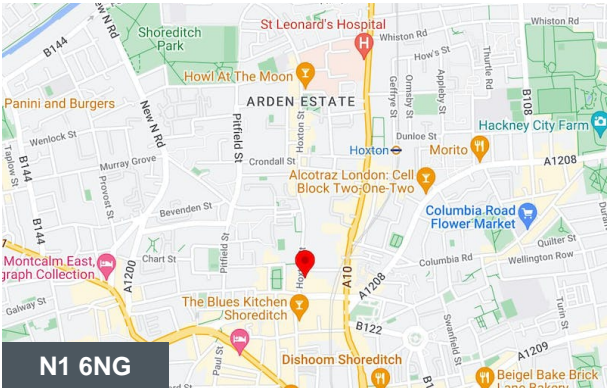 Shoreditch
Park
St Leonard's Hospital
H
Whiston Rd
Whiston Rd
B144
How's St
Howl At The Moon
ARDEN ESTATE
Geffrye St
Ormsby St
Appleby St
Thurtle Rd
B108
Panini and Burgers
New N Rd
Pitfield St
Hoxton St
Hackney City Farm
Wenlock St
Dunloe St
Taplow St
B144
Murray Grove
Crondall St
Hoxton
Morito
A1208
Provost St
Alcotraz London: Cell
Block Two-One-Two
Bevenden St
Columbia Road
Flower Market
B144
Pitfield St
Quilter St
Montcalm East,
graph Collection.
Chart St
A1200
A10
Columbia Rd
Wellington Row
A1208
Galway St
The Blues Kitchen
Shoreditch
B122
Swanfield St
Turin St
Paul St
A1209
N1 6NG
Dishoom Shoreditch
Beigel Bake Brick
Lane Bakery